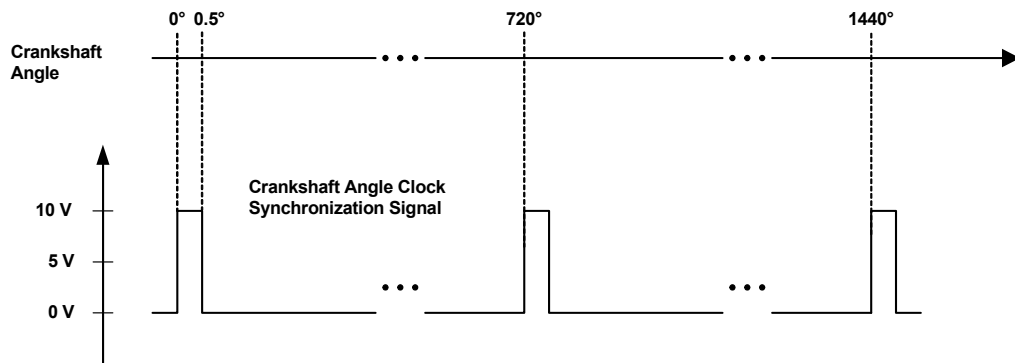 0° 0.5° 720° 1440°
Crankshaft
Angle
Crankshaft Angle Clock
Synchronization Signal
10 V
5 V
0 V